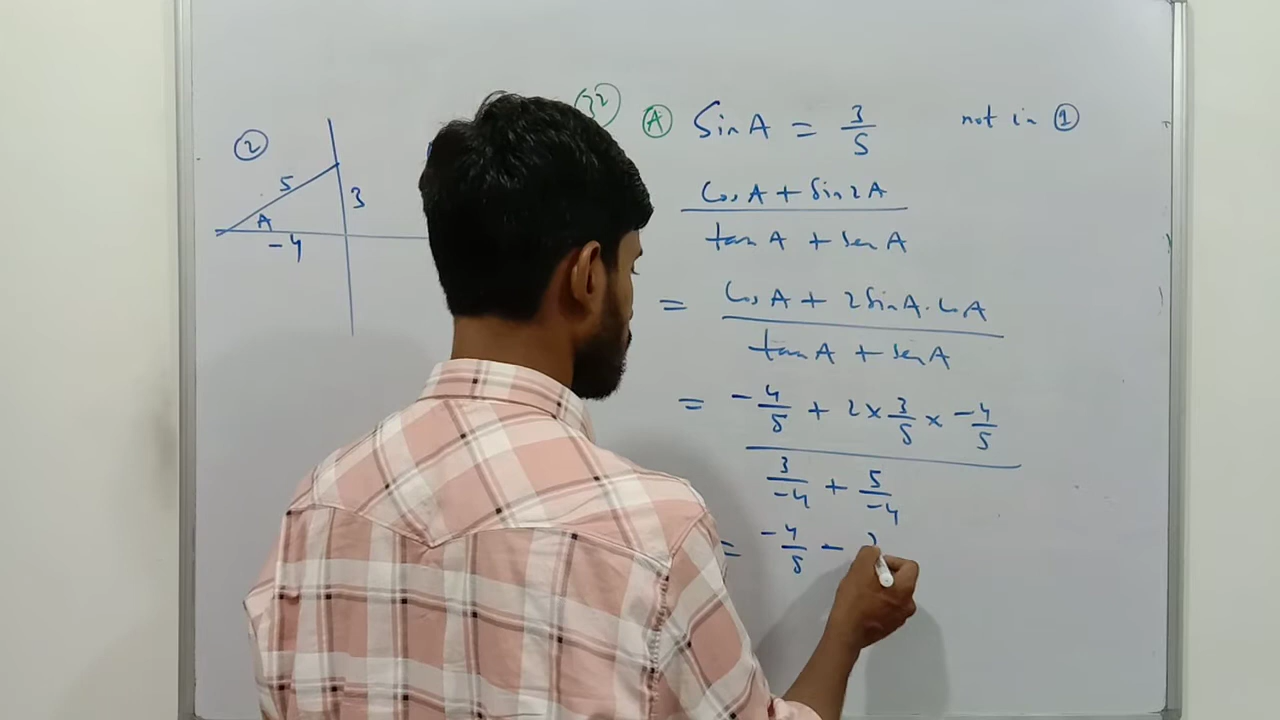 ②
5
3
A
-4
32
A Sin A = 3/5 not in ①
Cos A + Sin 2A / tan A + sec A
= Cos A + 2 Sin A . Cos A / tan A + sec A
= -4/5 + 2 × 3/5 × -4/5 / 3/-4 + 5/-4
= -4/5 -